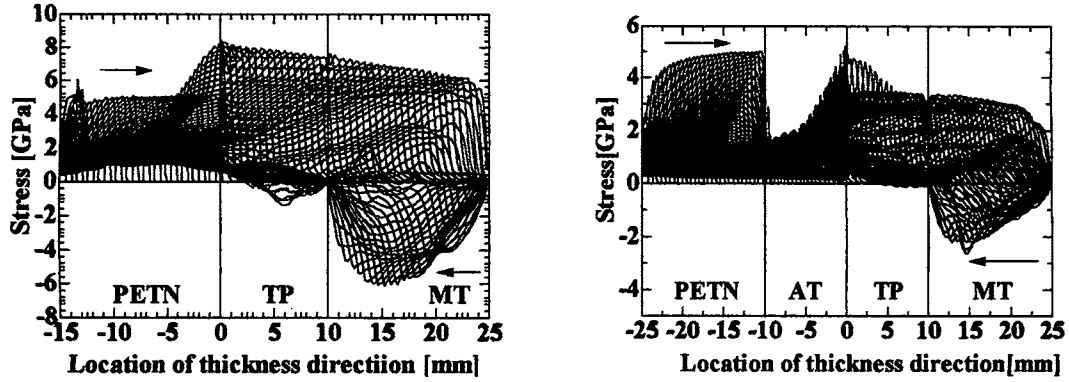 10
8
6
4
2
0
-2
-4
-6
-8
Stress [GPa]
PETN
TP
MT
-15 -10 -5 0 5 10 15 20 25
Location of thickness directiion [mm]
6
4
2
0
-2
-4
Stress[GPa]
PETN
AT
TP
MT
-25 -20 -15 -10 -5 0 5 10 15 20 25
Location of thickness direction[mm]